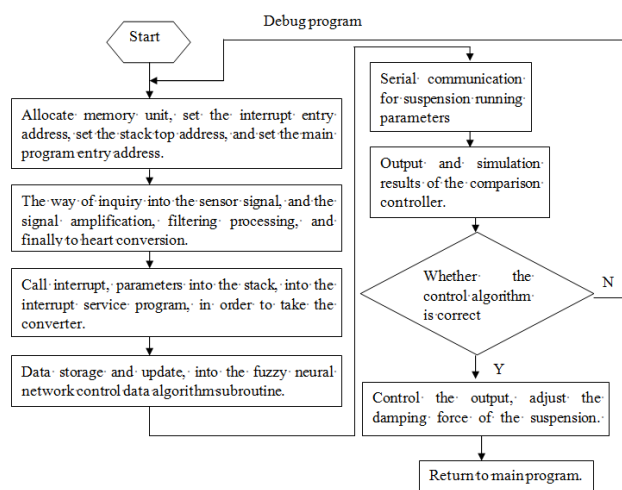 Debug program
Start
Allocate memory unit, set the interrupt entry
address, set the stack top address, and set the main
program entry address.
The way of inquiry into the sensor signal, and the
signal amplification, filtering processing, and
finally to heart conversion.
Call interrupt, parameters into the stack, into the
interrupt service program, in order to take the
converter.
Data storage and update, into the fuzzy neural
network control data algorithm subroutine.
Serial communication
for suspension running
parameters
Output and simulation
results of the comparison
controller.
Whether the
control algorithm
is correct
N
Y
Control the output, adjust the
damping force of the suspension.
Return to main program.